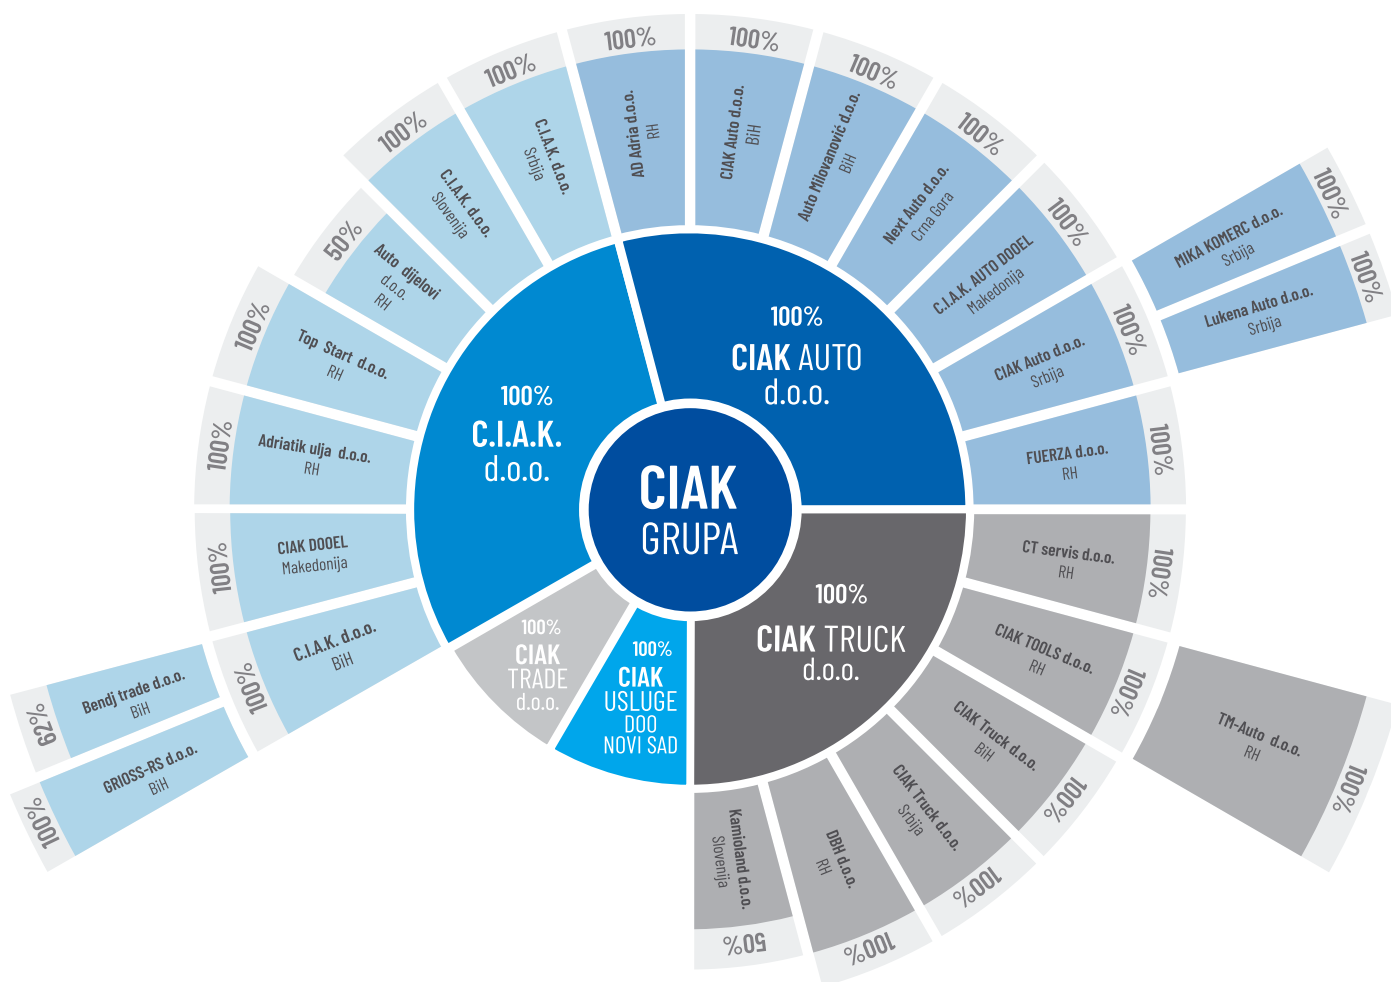 CIAK
GRUPA
100%
CIAK AUTO
d.o.o.
100%
AD Adria d.o.o.
RH
100%
CIAK Auto d.o.o.
BiH
100%
Auto Milovanović d.o.o.
BiH
100%
Next Auto d.o.o.
Crna Gora
100%
C.I.A.K. AUTO DOOEL
Makedonija
100%
CIAK Auto d.o.o.
Srbija
100%
MIKA KOMERC d.o.o.
Srbija
100%
Lukena Auto d.o.o.
Srbija
100%
FUERZA d.o.o.
RH
100%
100%
CIAK TRUCK
d.o.o.
CT servis d.o.o.
RH
100%
CIAK TOOLS d.o.o.
RH
100%
TM-Auto d.o.o.
RH
100%
CIAK Truck d.o.o.
BiH
100%
CIAK Truck d.o.o.
Srbija
100%
DBH d.o.o.
RH
100%
Kamioland d.o.o.
Slovenija
50%
100%
CIAK
USLUGE
DOO
NOVI SAD
100%
CIAK
TRADE
d.o.o.
100%
C.I.A.K.
d.o.o.
100%
C.I.A.K. d.o.o.
BiH
62%
Bendj trade d.o.o.
BiH
100%
GRIOSS-RS d.o.o.
BiH
100%
CIAK DOOEL
Makedonija
100%
Adriatik ulja d.o.o.
RH
100%
Top Start d.o.o.
RH
50%
Auto dijelovi
d.o.o.
RH
100%
C.I.A.K. d.o.o.
Slovenija
100%
C.I.A.K. d.o.o.
Srbija